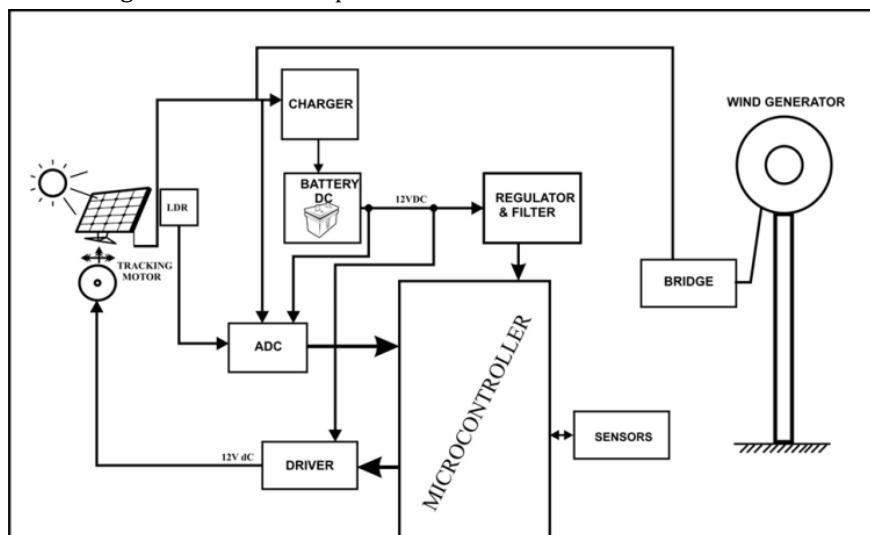 CHARGER
WIND GENERATOR
BATTERY
DC
12VDC
REGULATOR
& FILTER
LDR
TRACKING
MOTOR
BRIDGE
ADC
MICROCONTROLLER
SENSORS
12V dC
DRIVER